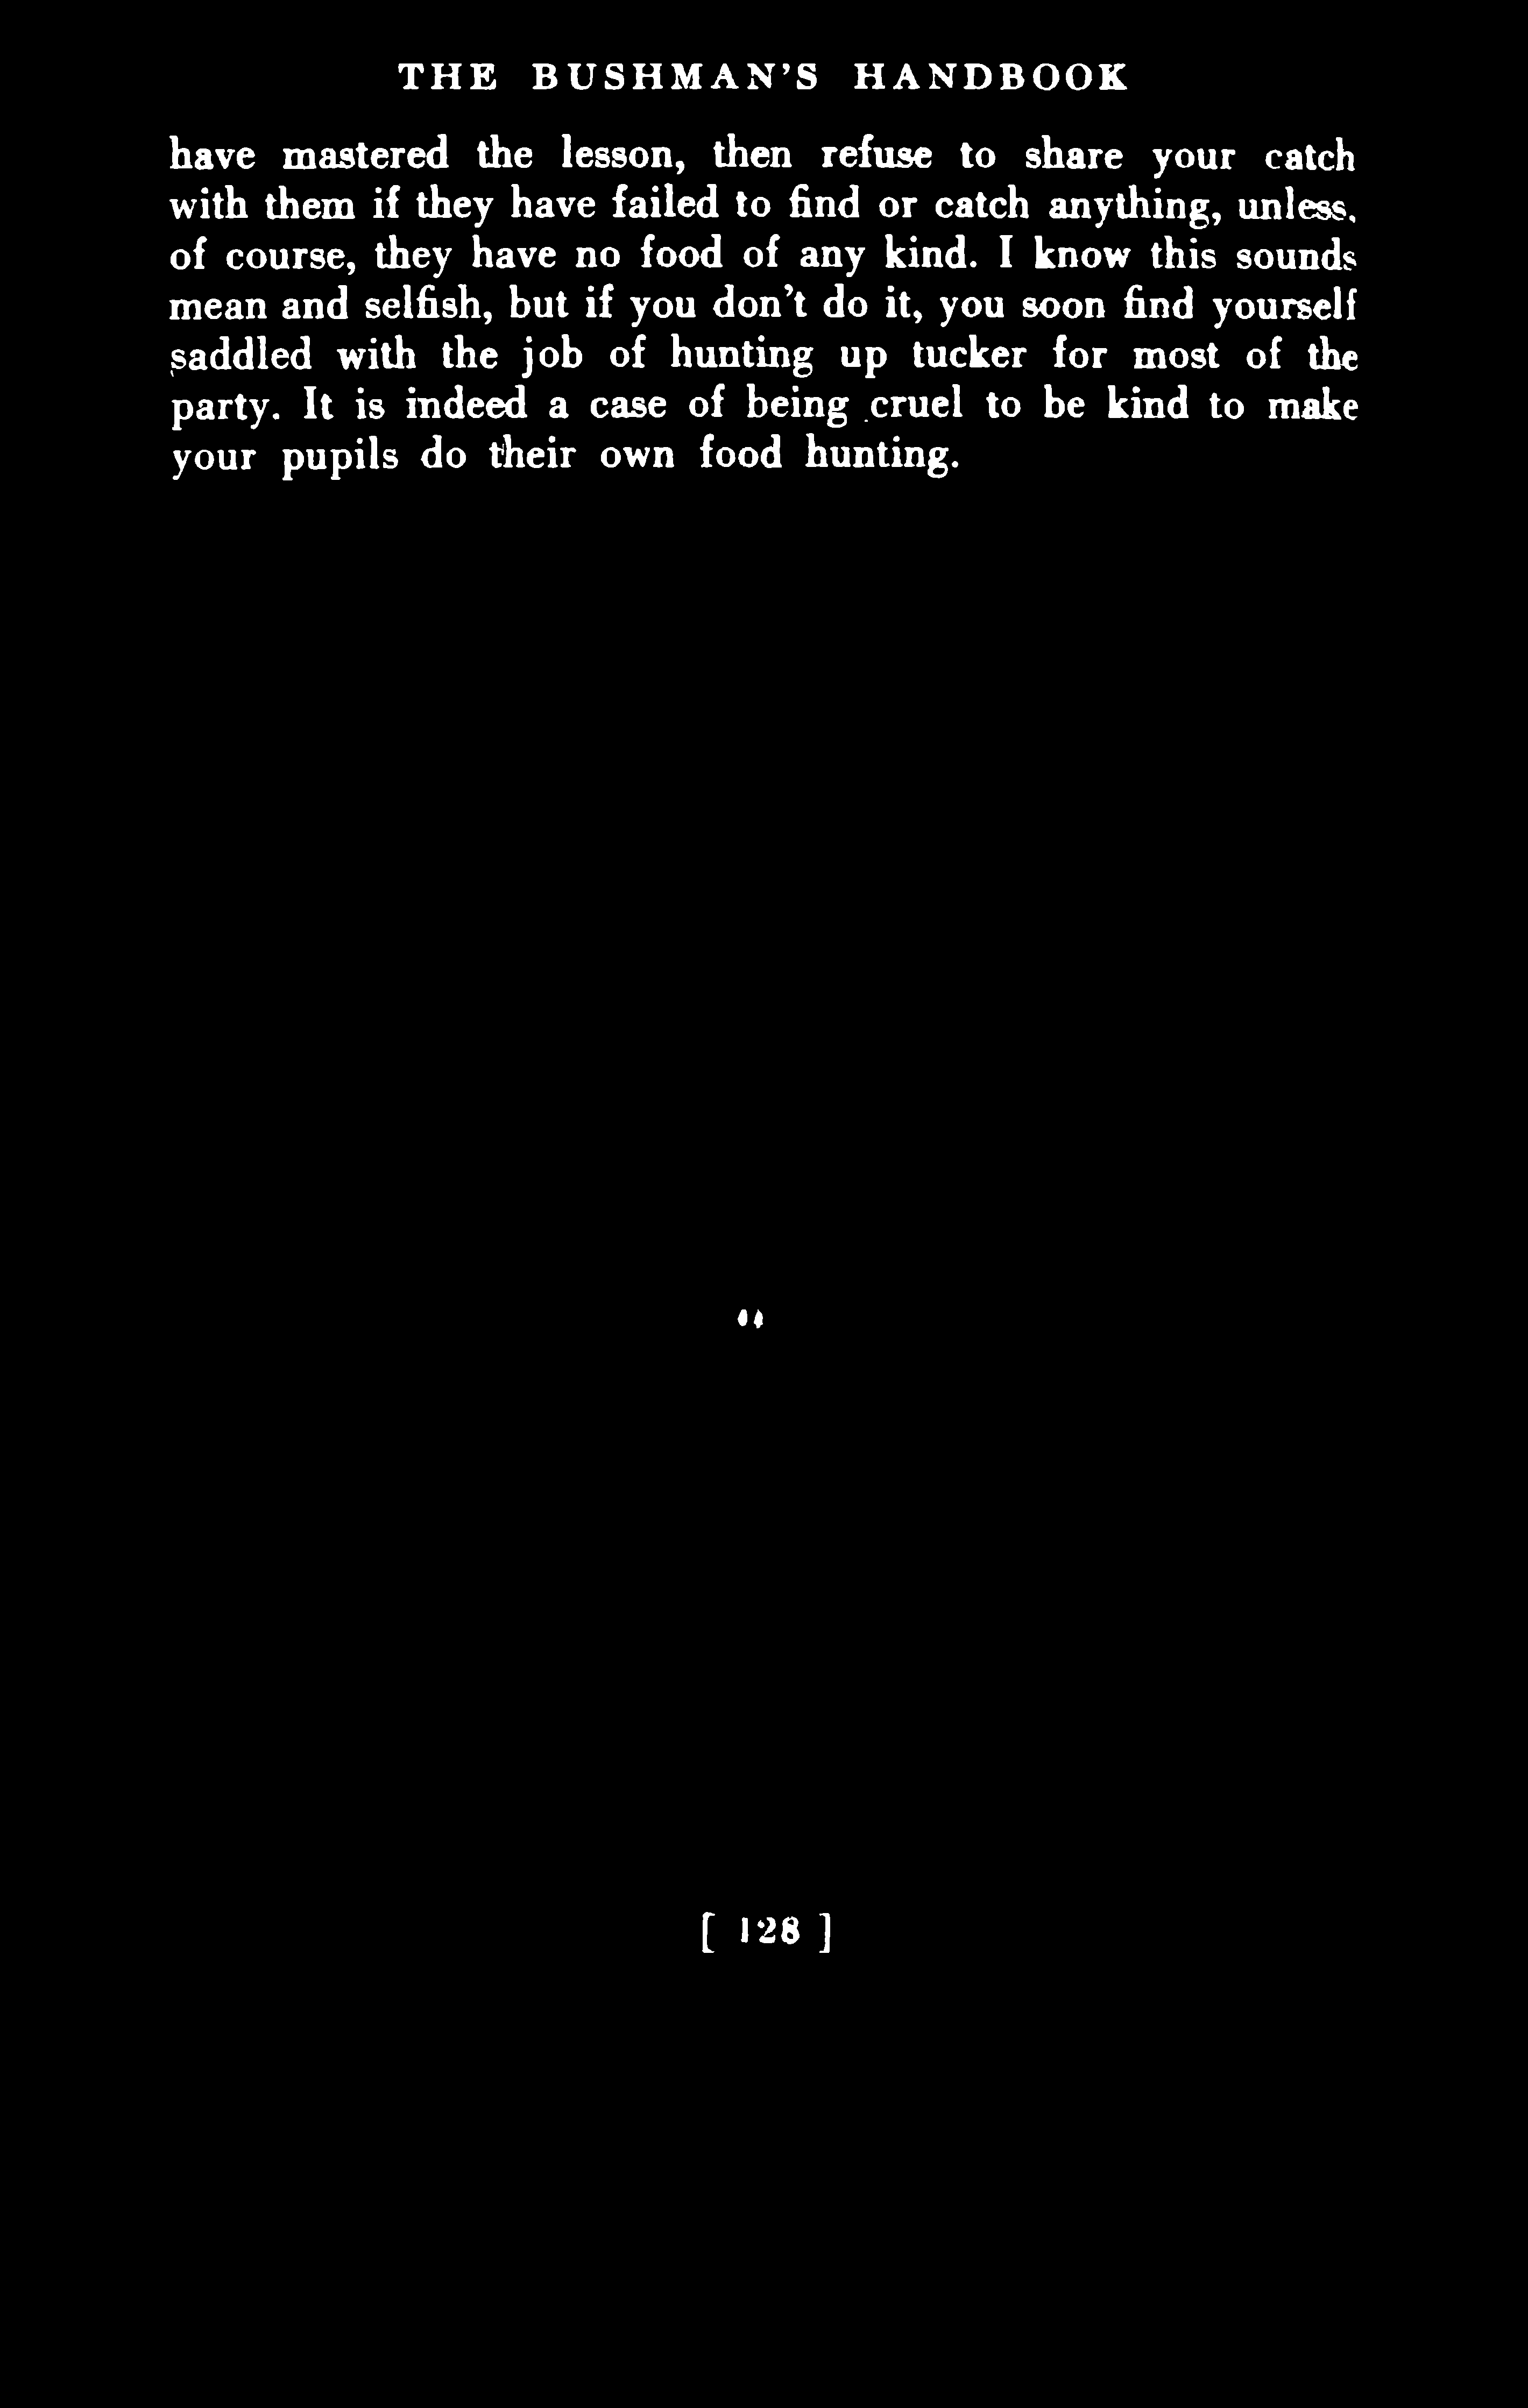 THE BUSHMAN'S HANDBOOK
have mastered the lesson, then refuse to share your catch
with them if they have failed to find or catch anything, unless,
of course, they have no food of any kind. I know this sounds
mean and selfish, but if you don't do it, you soon find yourself
saddled with the job of hunting up tucker for most of the
party. It is indeed a case of being cruel to be kind to make
your pupils do their own food hunting.
[ 128 ]